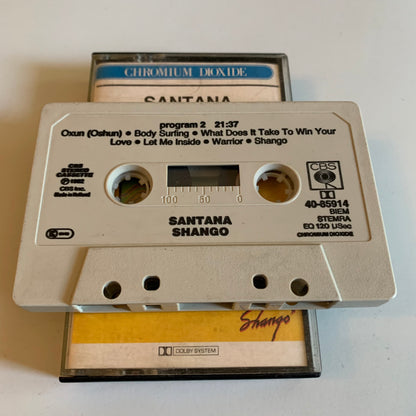 CHROMIUM DIOXIDE
SANTANA
program 2 21:37
Oxun (Oshun) • Body Surfing • What Does It Take To Win Your
Love • Let Me Inside • Warrior • Shango
CBS
STEREO
CASSETTE
CBS Inc.
Made in Holland
CBS
40-85914
BIEM
STEMRA
EQ 120 µSec
CHROMIUM DIOXIDE
100 50 0
SANTANA
SHANGO
Shango
DOLBY SYSTEM